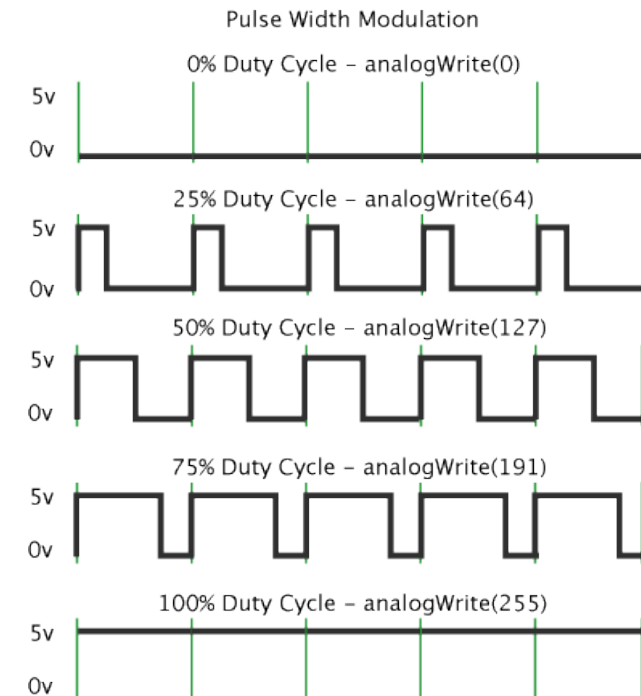 Pulse Width Modulation
0% Duty Cycle – analogWrite(0)
5v
0v
25% Duty Cycle – analogWrite(64)
5v
0v
50% Duty Cycle – analogWrite(127)
5v
0v
75% Duty Cycle – analogWrite(191)
5v
0v
100% Duty Cycle – analogWrite(255)
5v
0v